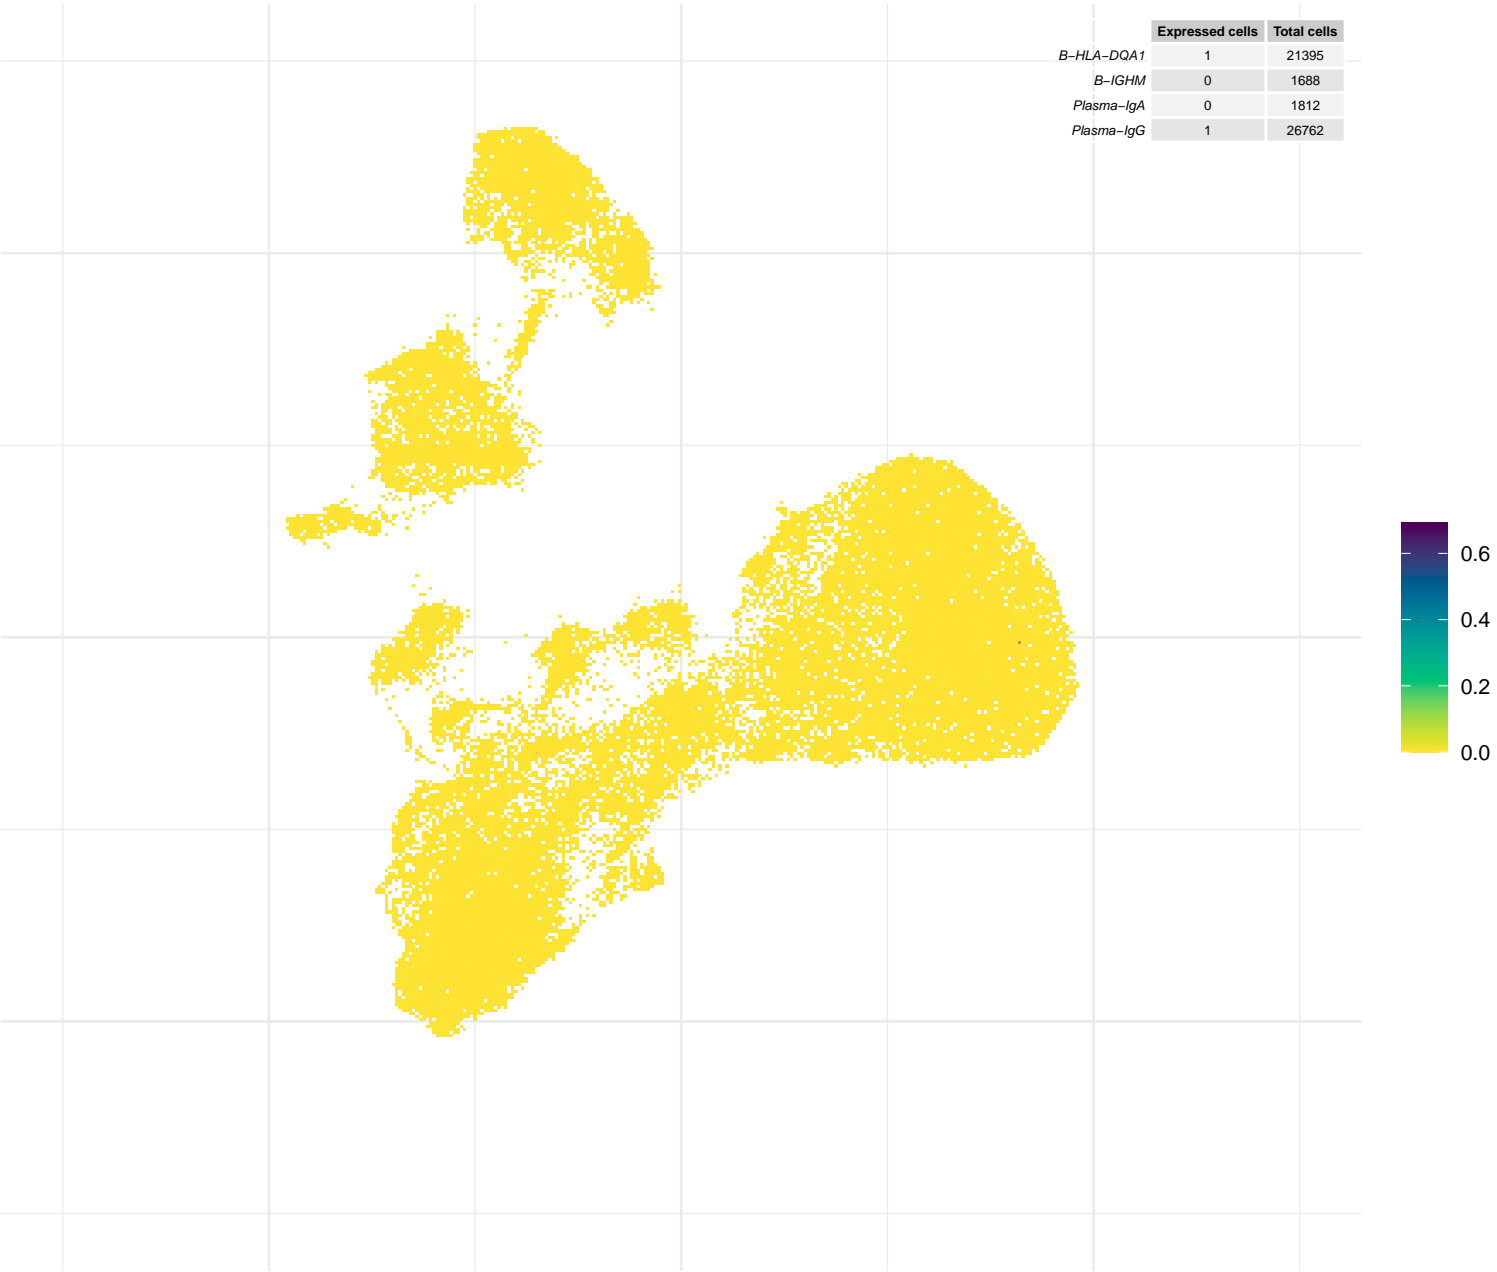 Expressed cells Total cells
B−HLA−DQA1 1 21395
B−IGHM 0 1688
Plasma−IgA 0 1812
Plasma−IgG 1 26762
0.6
0.4
0.2
0.0